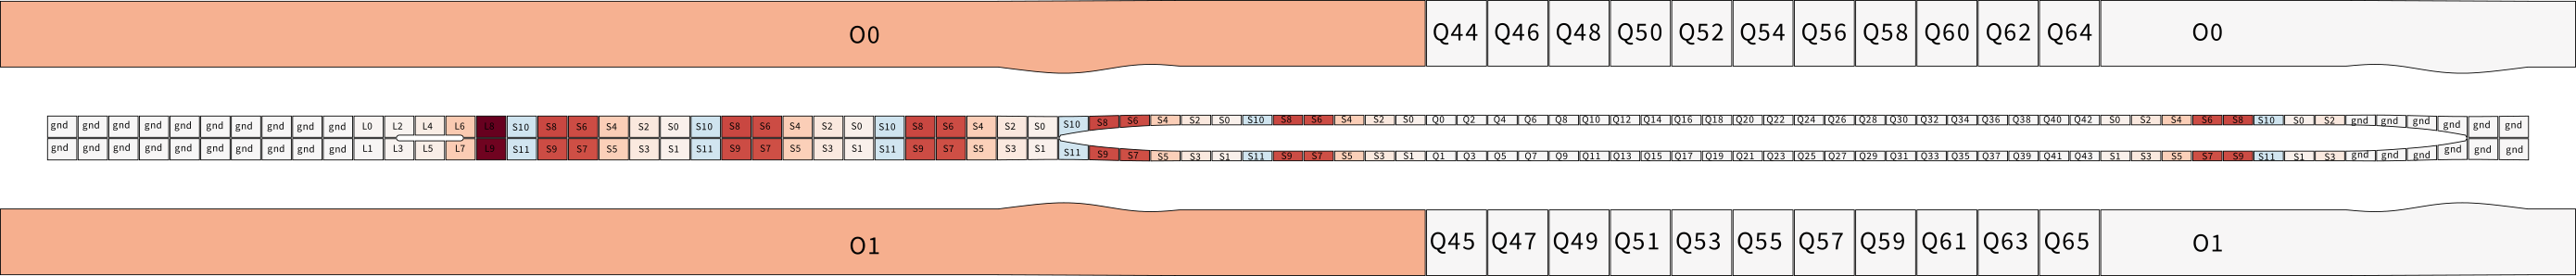 O0 Q44 Q46 Q48 Q50 Q52 Q54 Q56 Q58 Q60 Q62 Q64 O0
gnd gnd gnd gnd gnd gnd gnd gnd gnd gnd L0 L2 L4 L6 L8 S10 S8 S6 S4 S2 S0 S10 S8 S6 S4 S2 S0 S10 S8 S6 S4 S2 S0 S10 S8 S6 S4 S2 S0 S10 S8 S6 S4 S2 S0 Q0 Q2 Q4 Q6 Q8 Q10 Q12 Q14 Q16 Q18 Q20 Q22 Q24 Q26 Q28 Q30 Q32 Q34 Q36 Q38 Q40 Q42 S0 S2 S4 S6 S8 S10 S0 S2 gnd gnd gnd gnd gnd gnd
gnd gnd gnd gnd gnd gnd gnd gnd gnd gnd L1 L3 L5 L7 L9 S11 S9 S7 S5 S3 S1 S11 S9 S7 S5 S3 S1 S11 S9 S7 S5 S3 S1 S11 S9 S7 S5 S3 S1 S11 S9 S7 S5 S3 S1 Q1 Q3 Q5 Q7 Q9 Q11 Q13 Q15 Q17 Q19 Q21 Q23 Q25 Q27 Q29 Q31 Q33 Q35 Q37 Q39 Q41 Q43 S1 S3 S5 S7 S9 S11 S1 S3 gnd gnd gnd gnd gnd gnd
O1 Q45 Q47 Q49 Q51 Q53 Q55 Q57 Q59 Q61 Q63 Q65 O1